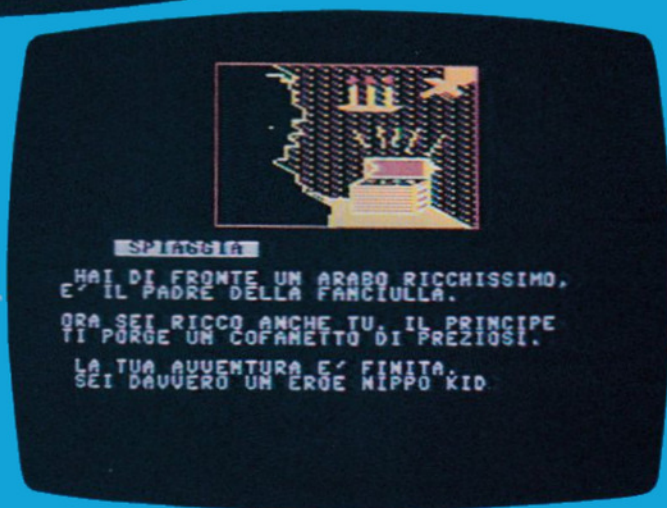 SPIAGGIA
HAI DI FRONTE UN ARABO RICCHISSIMO,
E' IL PADRE DELLA FANCIULLA.
ORA SEI RICCO ANCHE TU. IL PRINCIPE
TI PORGE UN COFANETTO DI PREZIOSI.
LA TUA AVVENTURA E' FINITA.
SEI DAVVERO UN EROE NIPPO KID